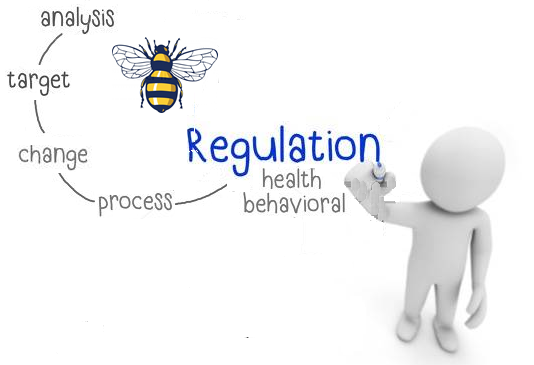 analysis
target
change
process
Regulation
health
behavioral